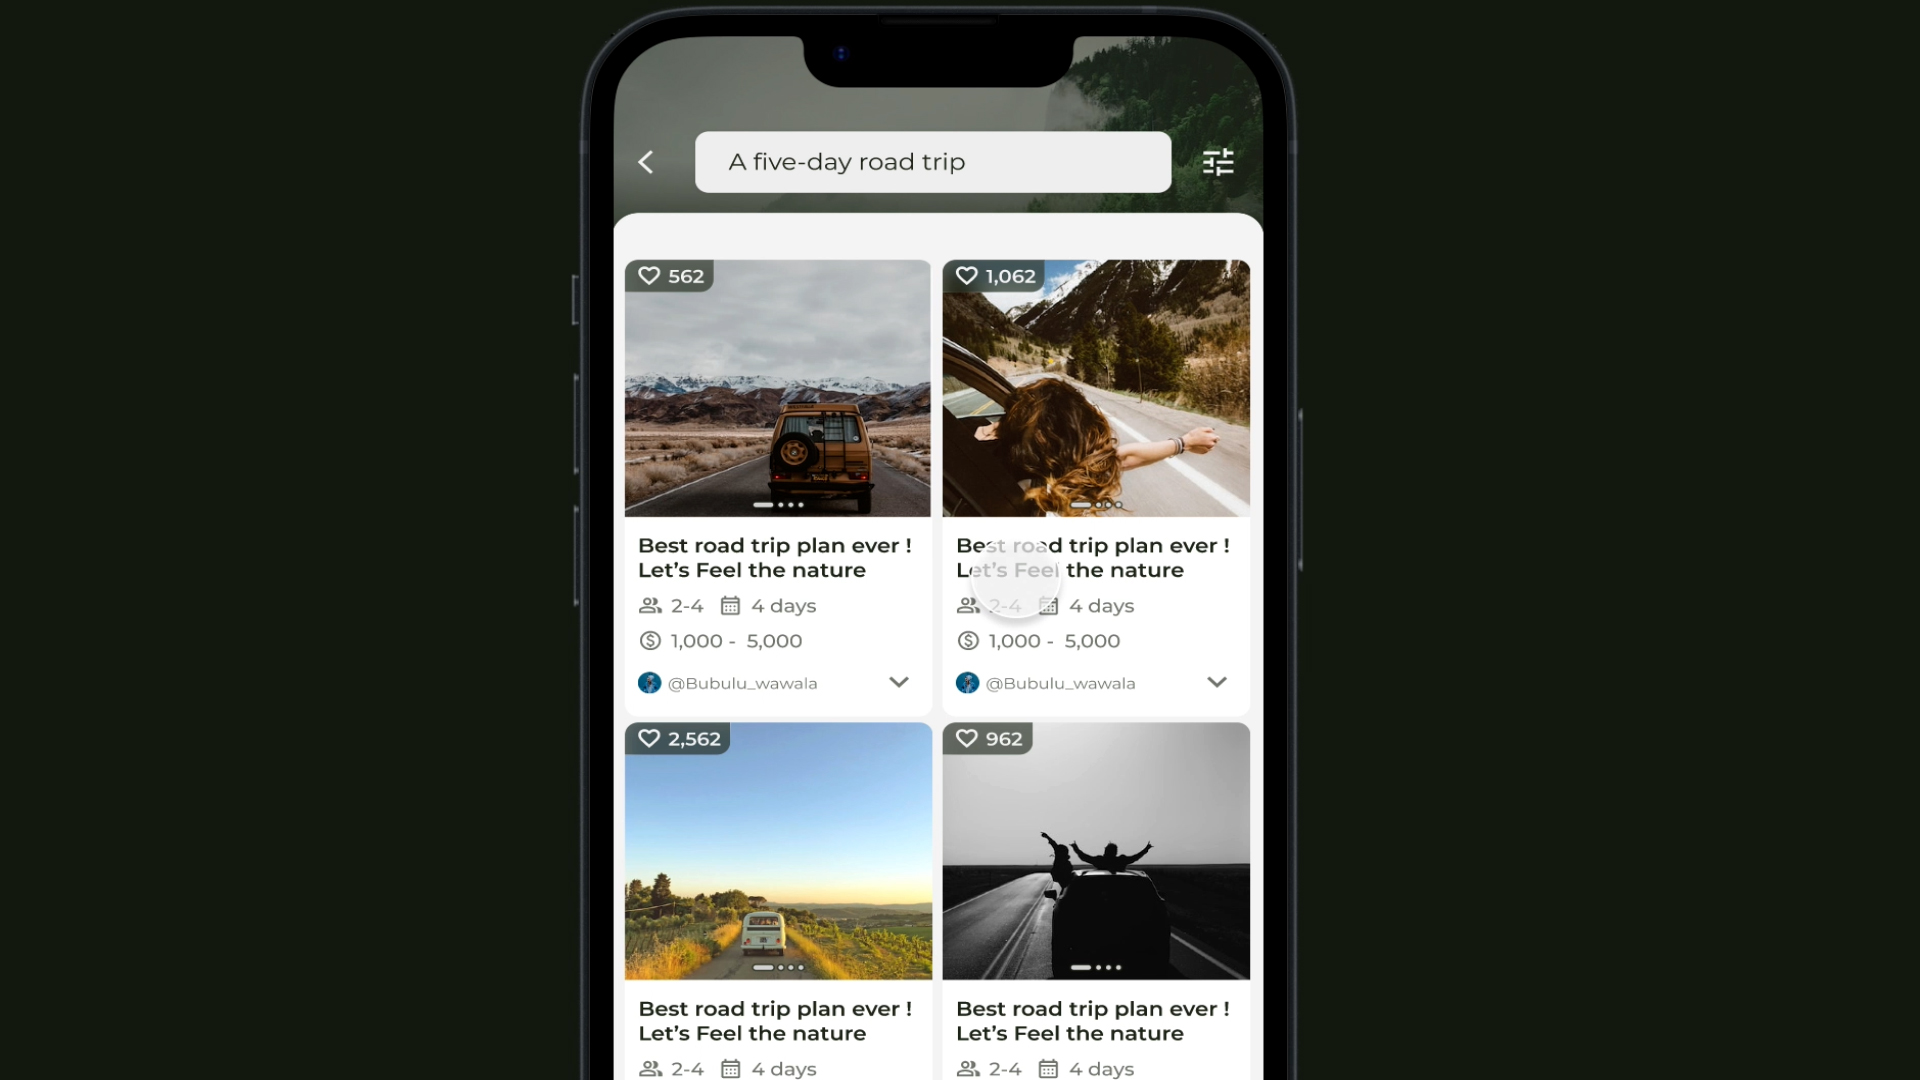 A five-day road trip
562
1,062
Best road trip plan ever !
Let's Feel the nature
2-4 4 days
1,000 - 5,000
@Bubulu_wawala
Best road trip plan ever !
Let's Feel the nature
2-4 4 days
1,000 - 5,000
@Bubulu_wawala
2,562
962
Best road trip plan ever !
Let's Feel the nature
2-4 4 days
Best road trip plan ever !
Let's Feel the nature
2-4 4 days